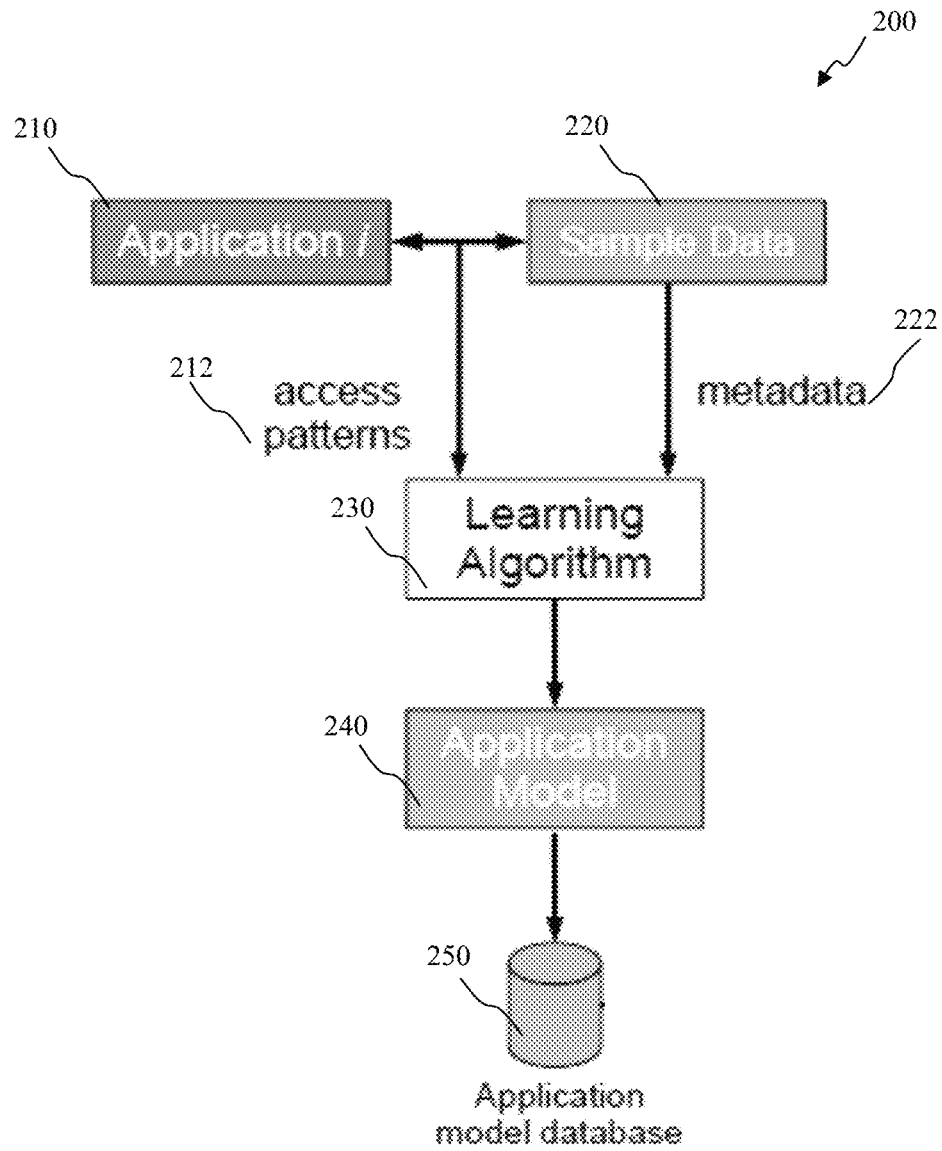 200
210
220
Application /
Sample Data
222
212
access
patterns
metadata
230
Learning
Algorithm
240
Application
Model
250
Application
model database